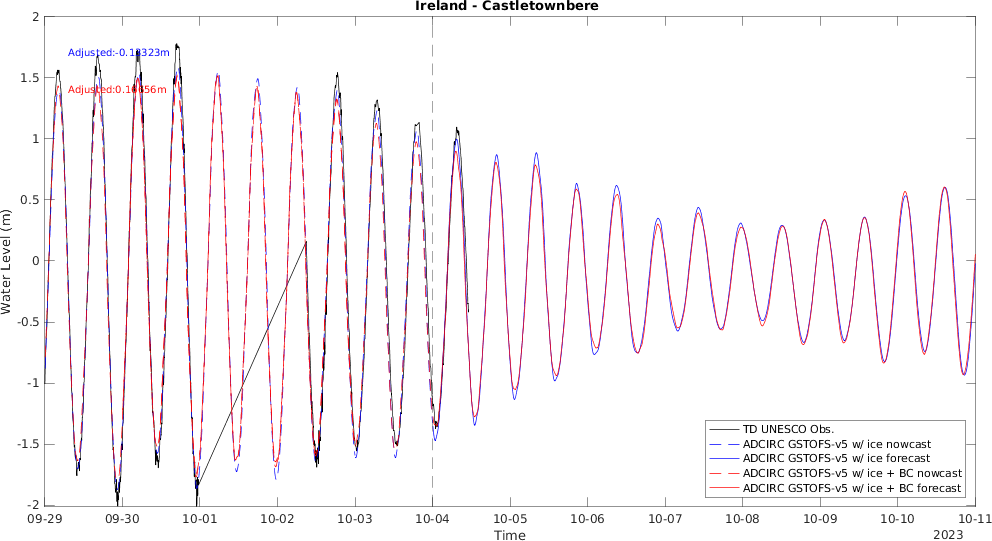 Ireland - Castletownbere
2
1.5
1
0.5
0
-0.5
-1
-1.5
-2
Water Level (m)
Adjusted:
Adjusted:
TD UNESCO Obs.
ADCIRC GSTOFS-v5 w/ ice nowcast
ADCIRC GSTOFS-v5 w/ ice forecast
ADCIRC GSTOFS-v5 w/ ice + BC nowcast
ADCIRC GSTOFS-v5 w/ ice + BC forecast
09-29 09-30 10-01 10-02 10-03 10-04 10-05 10-06 10-07 10-08 10-09 10-10 10-11
Time
2023